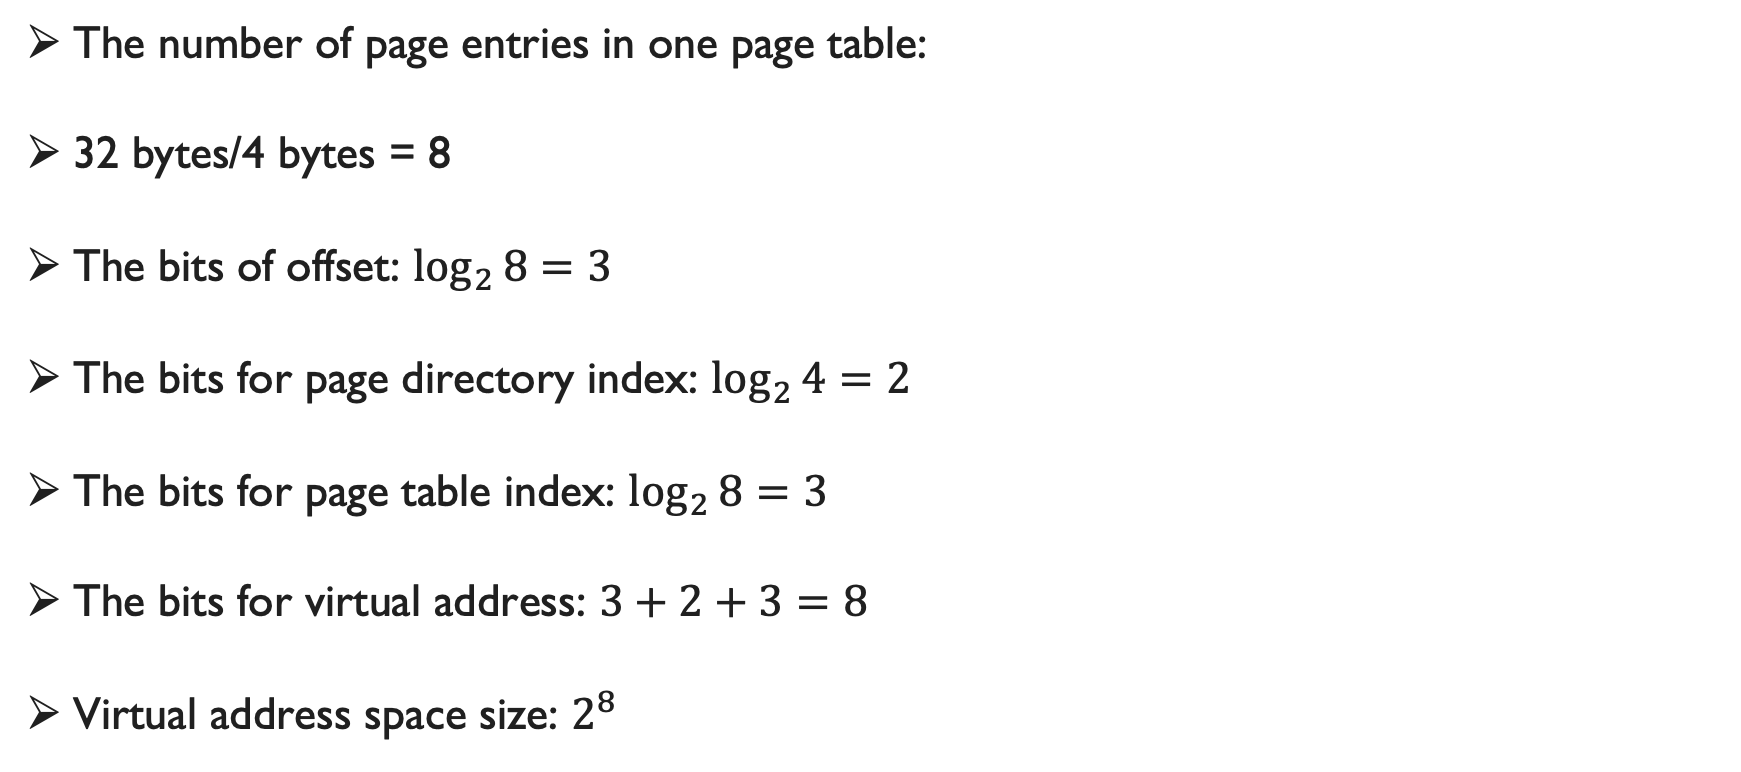 ➢ The number of page entries in one page table:
➢ 32 bytes/4 bytes = 8
➢ The bits of offset: log₂ 8 = 3
➢ The bits for page directory index: log₂ 4 = 2
➢ The bits for page table index: log₂ 8 = 3
➢ The bits for virtual address: 3 + 2 + 3 = 8
➢ Virtual address space size: 2⁸